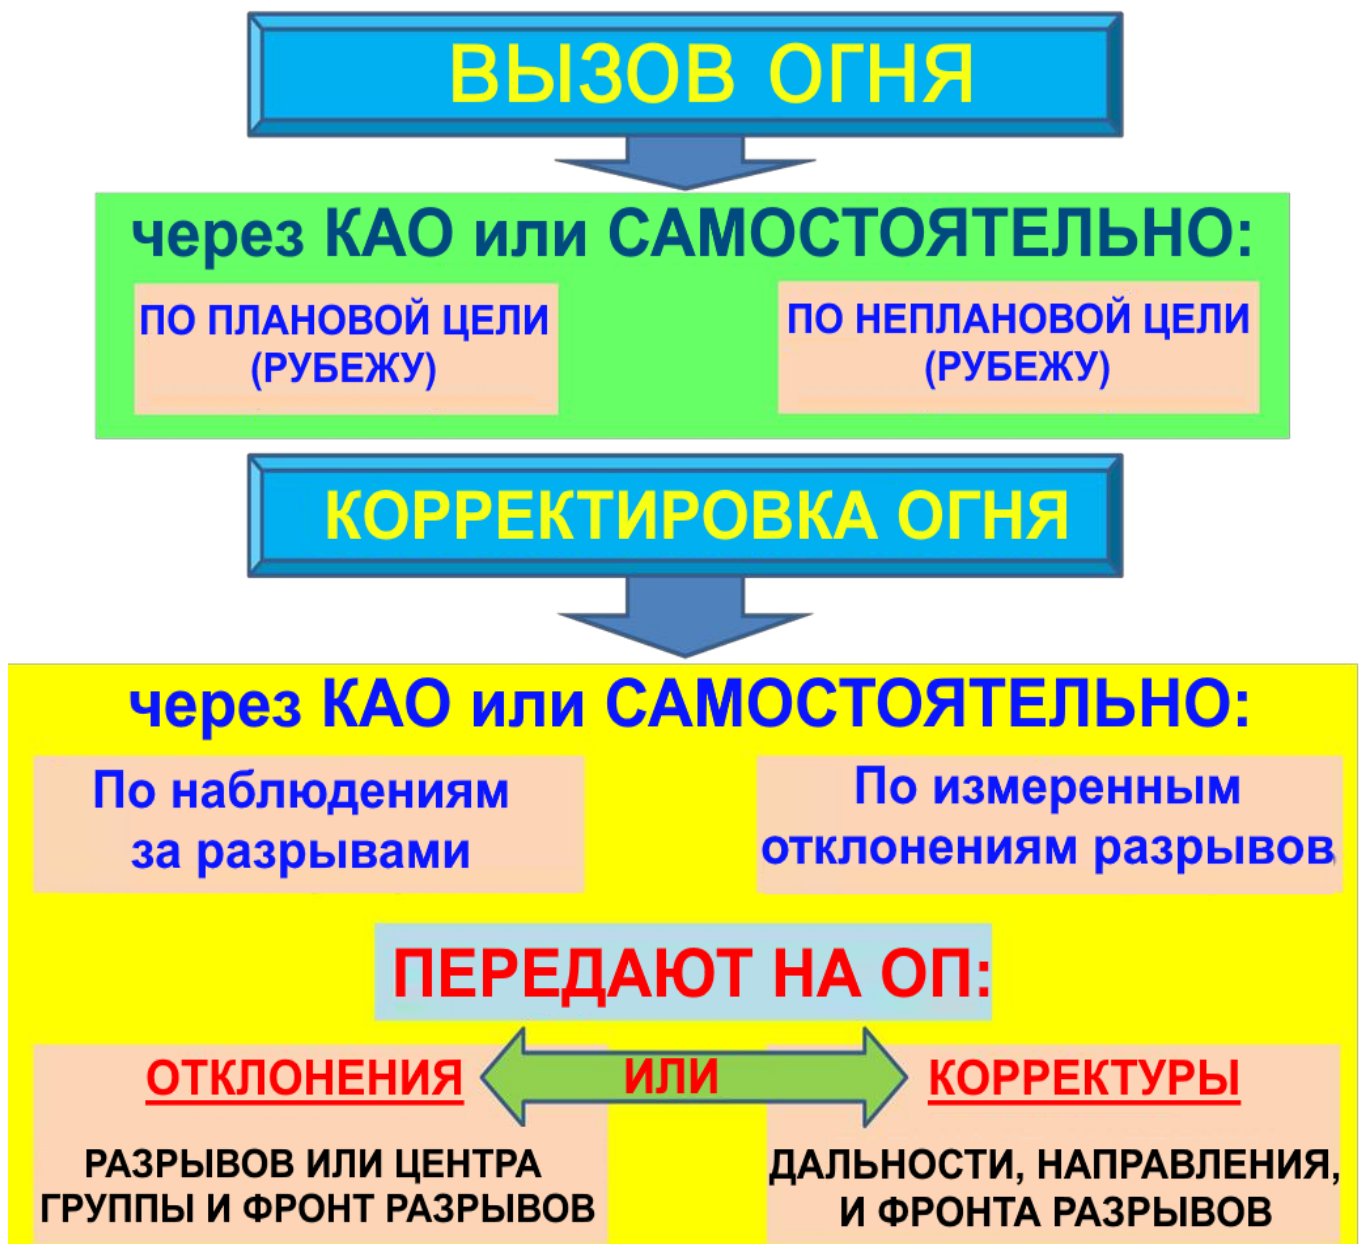 ВЫЗОВ ОГНЯ
через КАО или САМОСТОЯТЕЛЬНО:
ПО ПЛАНОВОЙ ЦЕЛИ
(РУБЕЖУ)
ПО НЕПЛАНОВОЙ ЦЕЛИ
(РУБЕЖУ)
КОРРЕКТИРОВКА ОГНЯ
через КАО или САМОСТОЯТЕЛЬНО:
По наблюдениям
за разрывами
По измеренным
отклонениям разрывов
ПЕРЕДАЮТ НА ОП:
ОТКЛОНЕНИЯ
ИЛИ
КОРРЕКТУРЫ
РАЗРЫВОВ ИЛИ ЦЕНТРА
ГРУППЫ И ФРОНТ РАЗРЫВОВ
ДАЛЬНОСТИ, НАПРАВЛЕНИЯ,
И ФРОНТА РАЗРЫВОВ